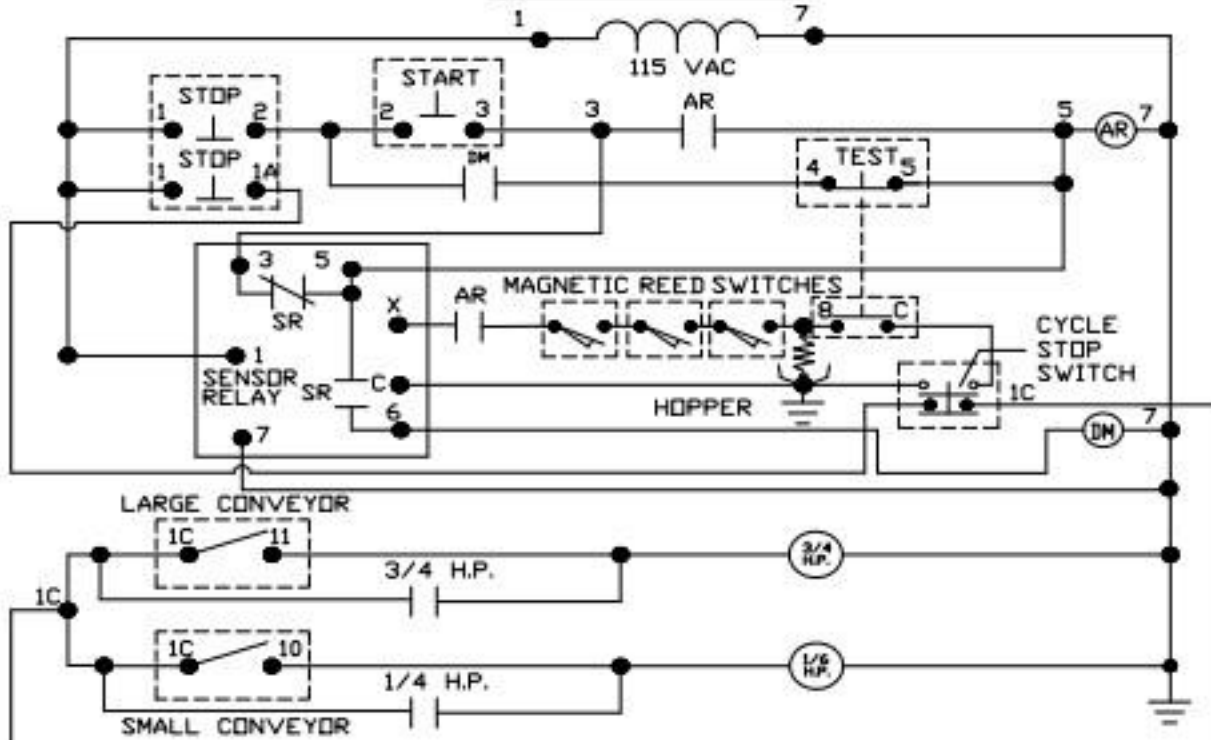 1 7
115 VAC
STOP START
1 2 2 3 3 AR 5 AR 7
STOP DM TEST
1 1A 4 5
3 5
SR
MAGNETIC REED SWITCHES
X AR B C
CYCLE STOP SWITCH
1
SENSOR RELAY
SR C
HOPPER
1C
6
7
DM 7
LARGE CONVEYOR
1C 11
3/4 H.P.
3/4 H.P.
1C
1C 10
1/4 H.P.
1/6 H.P.
SMALL CONVEYOR